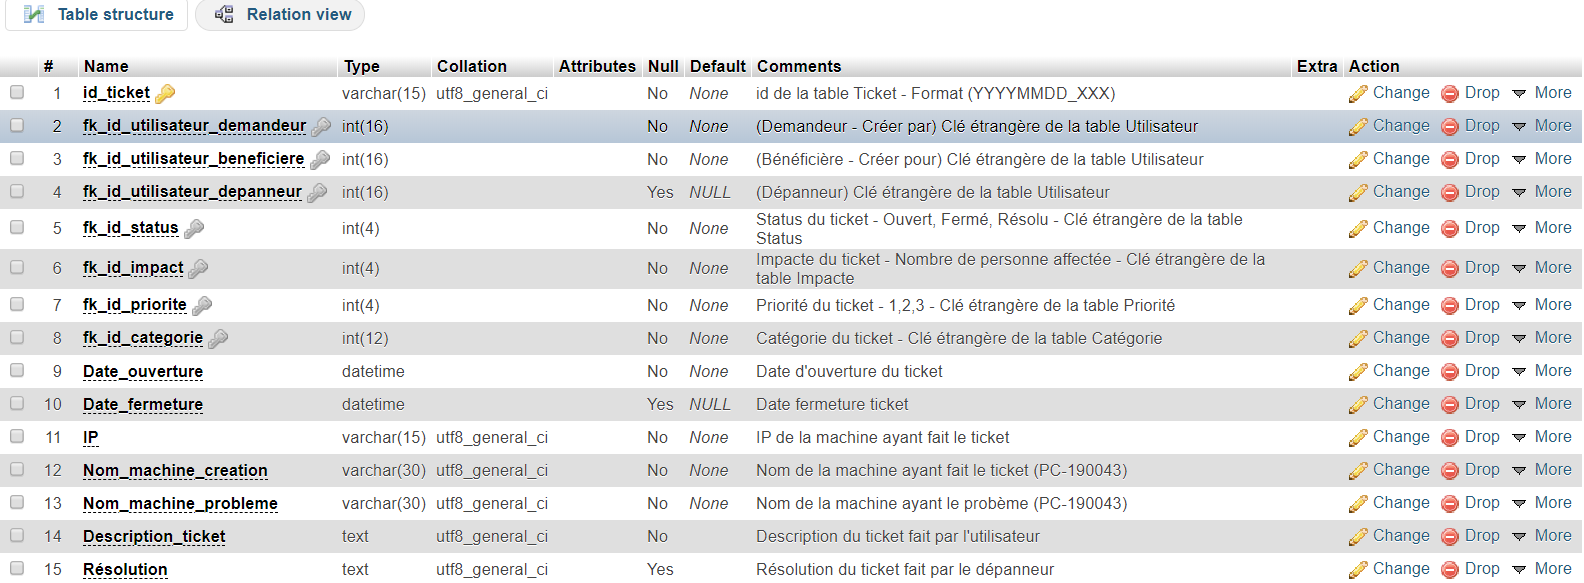 Table structure Relation view
# Name Type Collation Attributes Null Default Comments Extra Action
1 id_ticket varchar(15) utf8_general_ci No None id de la table Ticket - Format (YYYYMMDD_XXX) Change Drop More
2 fk_id_utilisateur_demandeur int(16) No None (Demandeur - Créer par) Clé étrangère de la table Utilisateur Change Drop More
3 fk_id_utilisateur_beneficiere int(16) No None (Bénéficière - Créer pour) Clé étrangère de la table Utilisateur Change Drop More
4 fk_id_utilisateur_depanneur int(16) Yes NULL (Dépanneur) Clé étrangère de la table Utilisateur Change Drop More
5 fk_id_status int(4) No None Status du ticket - Ouvert, Fermé, Résolu - Clé étrangère de la table Change Drop More
Status
6 fk_id_impact int(4) No None Impacte du ticket - Nombre de personne affectée - Clé étrangère de la Change Drop More
table Impacte
7 fk_id_priorite int(4) No None Priorité du ticket - 1,2,3 - Clé étrangère de la table Priorité Change Drop More
8 fk_id_categorie int(12) No None Catégorie du ticket - Clé étrangère de la table Catégorie Change Drop More
9 Date_ouverture datetime No None Date d'ouverture du ticket Change Drop More
10 Date_fermeture datetime Yes NULL Date fermeture ticket Change Drop More
11 IP varchar(15) utf8_general_ci No None IP de la machine ayant fait le ticket Change Drop More
12 Nom_machine_creation varchar(30) utf8_general_ci No None Nom de la machine ayant fait le ticket (PC-190043) Change Drop More
13 Nom_machine_probleme varchar(30) utf8_general_ci No None Nom de la machine ayant le probème (PC-190043) Change Drop More
14 Description_ticket text utf8_general_ci No Description du ticket fait par l'utilisateur Change Drop More
15 Résolution text utf8_general_ci Yes Résolution du ticket fait par le dépanneur Change Drop More